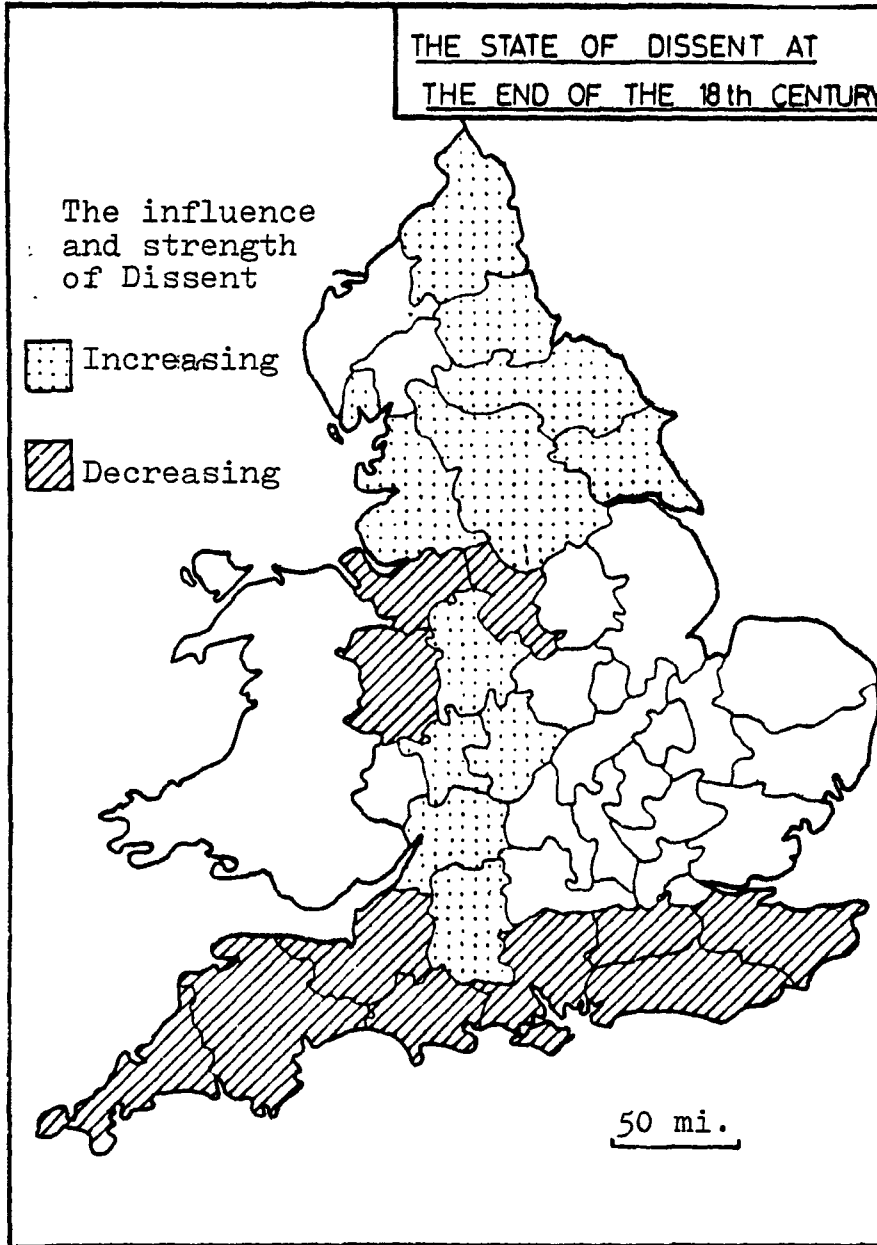 THE STATE OF DISSENT AT
THE END OF THE 18th CENTURY
The influence
and strength
of Dissent
Increasing
Decreasing
50 mi.